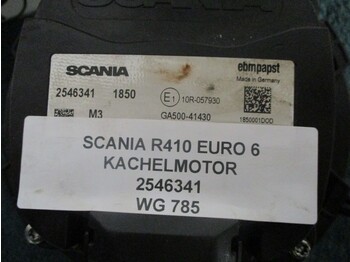 SCANIA
SCANIA
ebmpapst
Made in Germany
2546341 1850
E1 10R-057930
M3 GA500-41430
1850001DOD
SCANIA R410 EURO 6
KACHELMOTOR
2546341
WG 785